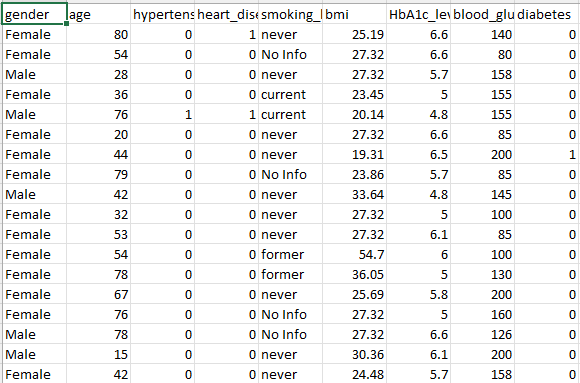 gender age hypertens heart_dise smoking_l bmi HbA1c_lev blood_glu diabetes
Female 80 0 1 never 25.19 6.6 140 0
Female 54 0 0 No Info 27.32 6.6 80 0
Male 28 0 0 never 27.32 5.7 158 0
Female 36 0 0 current 23.45 5 155 0
Male 76 1 1 current 20.14 4.8 155 0
Female 20 0 0 never 27.32 6.6 85 0
Female 44 0 0 never 19.31 6.5 200 1
Female 79 0 0 No Info 23.86 5.7 85 0
Male 42 0 0 never 33.64 4.8 145 0
Female 32 0 0 never 27.32 5 100 0
Female 53 0 0 never 27.32 6.1 85 0
Female 54 0 0 former 54.7 6 100 0
Female 78 0 0 former 36.05 5 130 0
Female 67 0 0 never 25.69 5.8 200 0
Female 76 0 0 No Info 27.32 5 160 0
Male 78 0 0 No Info 27.32 6.6 126 0
Male 15 0 0 never 30.36 6.1 200 0
Female 42 0 0 never 24.48 5.7 158 0